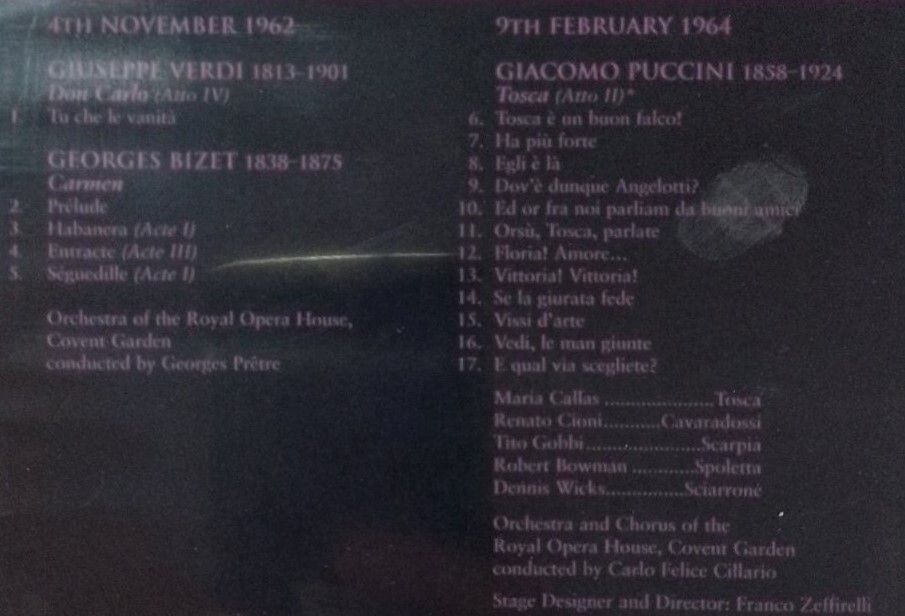 4TH NOVEMBER 1962
GIUSEPPE VERDI 1813–1901
Don Carlo (Atto IV)
1. Tu che le vanità
GEORGES BIZET 1838–1875
Carmen
2. Prélude
3. Habanera (Acte I)
4. Entracte (Acte III)
5. Séguedille (Acte I)
Orchestra of the Royal Opera House,
Covent Garden
conducted by Georges Prêtre
9TH FEBRUARY 1964
GIACOMO PUCCINI 1858–1924
Tosca (Atto II)*
6. Tosca è un buon falco!
7. Ha più forte
8. Egli è là
9. Dov'è dunque Angelotti?
10. Ed or fra noi parliam da buoni amici
11. Orsù, Tosca, parlate
12. Floria! Amore...
13. Vittoria! Vittoria!
14. Se la giurata fede
15. Vissi d'arte
16. Vedi, le man giunte
17. E qual via scegliete?
Maria Callas ......................Tosca
Renato Cioni...........Cavaradossi
Tito Gobbi.......................Scarpia
Robert Bowman .............Spoletta
Dennis Wicks...............Sciarrone
Orchestra and Chorus of the
Royal Opera House, Covent Garden
conducted by Carlo Felice Cillario
Stage Designer and Director: Franco Zeffirelli